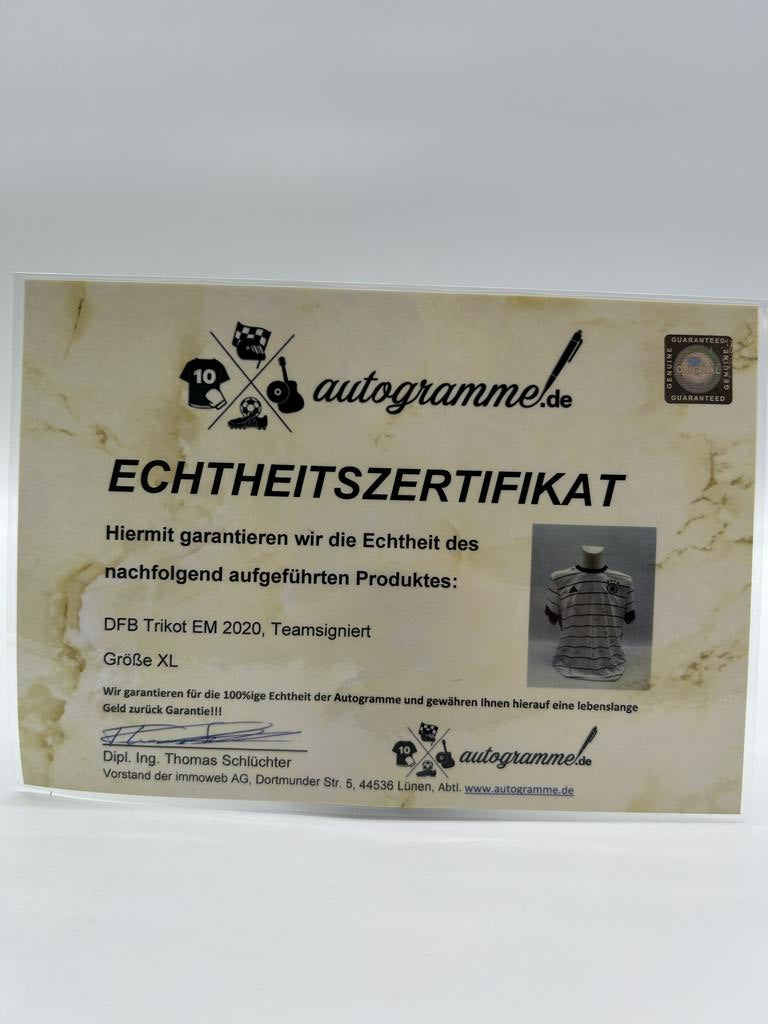 10
autogramme!.de
GUARANTEED
GENUINE
ORIGINAL
GENUINE
GUARANTEED
ECHTHEITSZERTIFIKAT
Hiermit garantieren wir die Echtheit des
nachfolgend aufgeführten Produktes:
DFB Trikot EM 2020, Teamsigniert
Größe XL
Wir garantieren für die 100%ige Echtheit der Autogramme und gewähren Ihnen hierauf eine lebenslange
Geld zurück Garantie!!!
Dipl. Ing. Thomas Schlüchter
10
autogramme!.de
Vorstand der immoweb AG, Dortmunder Str. 5, 44536 Lünen, Abtl. www.autogramme.de